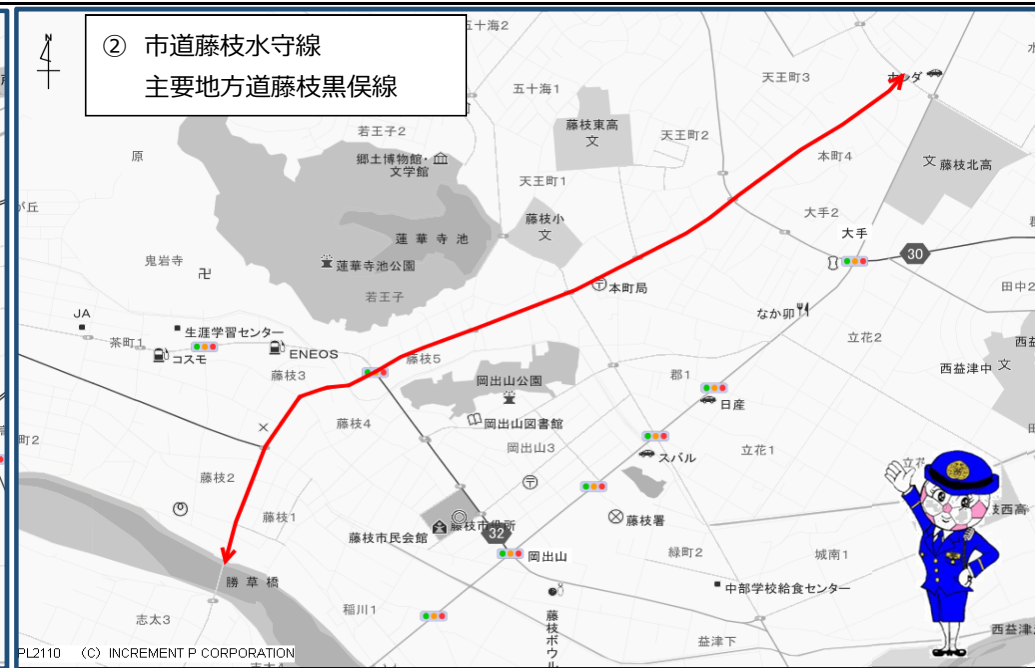 ② 市道藤枝水守線
主要地方道藤枝黒俣線
N
五十海2
五十海1
天王町3
ホンダ
若王子2
藤枝東高
文
天王町2
原
郷土博物館・
文学館
本町4
文
藤枝北高
天王町1
が丘
藤枝小
文
大手2
蓮華寺池
大手
鬼岩寺
卍
蓮華寺池公園
30
若王子
本町局
田中2
JA
生涯学習センター
なか卯
茶町1
コスモ
ENEOS
立花2
藤枝5
西益津中
文
藤枝3
岡出山公園
郡1
日産
藤枝4
岡出山図書館
町2
岡出山3
スバル
立花1
藤枝2
藤枝1
藤枝市役所
藤枝署
枝西高
藤枝市民会館
32
岡出山
緑町2
城南1
勝草橋
中部学校給食センター
稲川1
志太3
藤枝ボウル
益津下
西益津
PL2110 (C) INCREMENT P CORPORATION